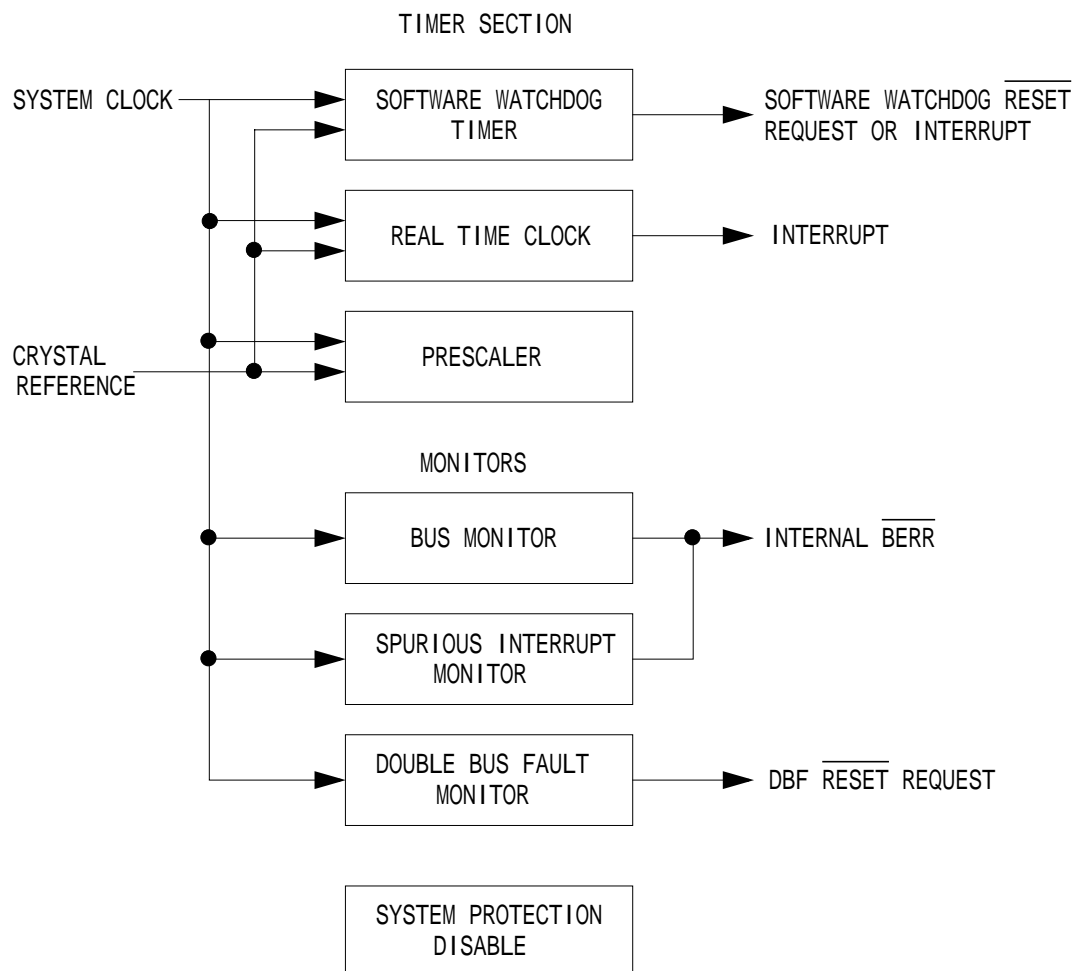 TIMER SECTION
SYSTEM CLOCK
SOFTWARE WATCHDOG
TIMER
SOFTWARE WATCHDOG RESET
REQUEST OR INTERRUPT
REAL TIME CLOCK
INTERRUPT
CRYSTAL
REFERENCE
PRESCALER
MONITORS
BUS MONITOR
INTERNAL BERR
SPURIOUS INTERRUPT
MONITOR
DOUBLE BUS FAULT
MONITOR
DBF RESET REQUEST
SYSTEM PROTECTION
DISABLE